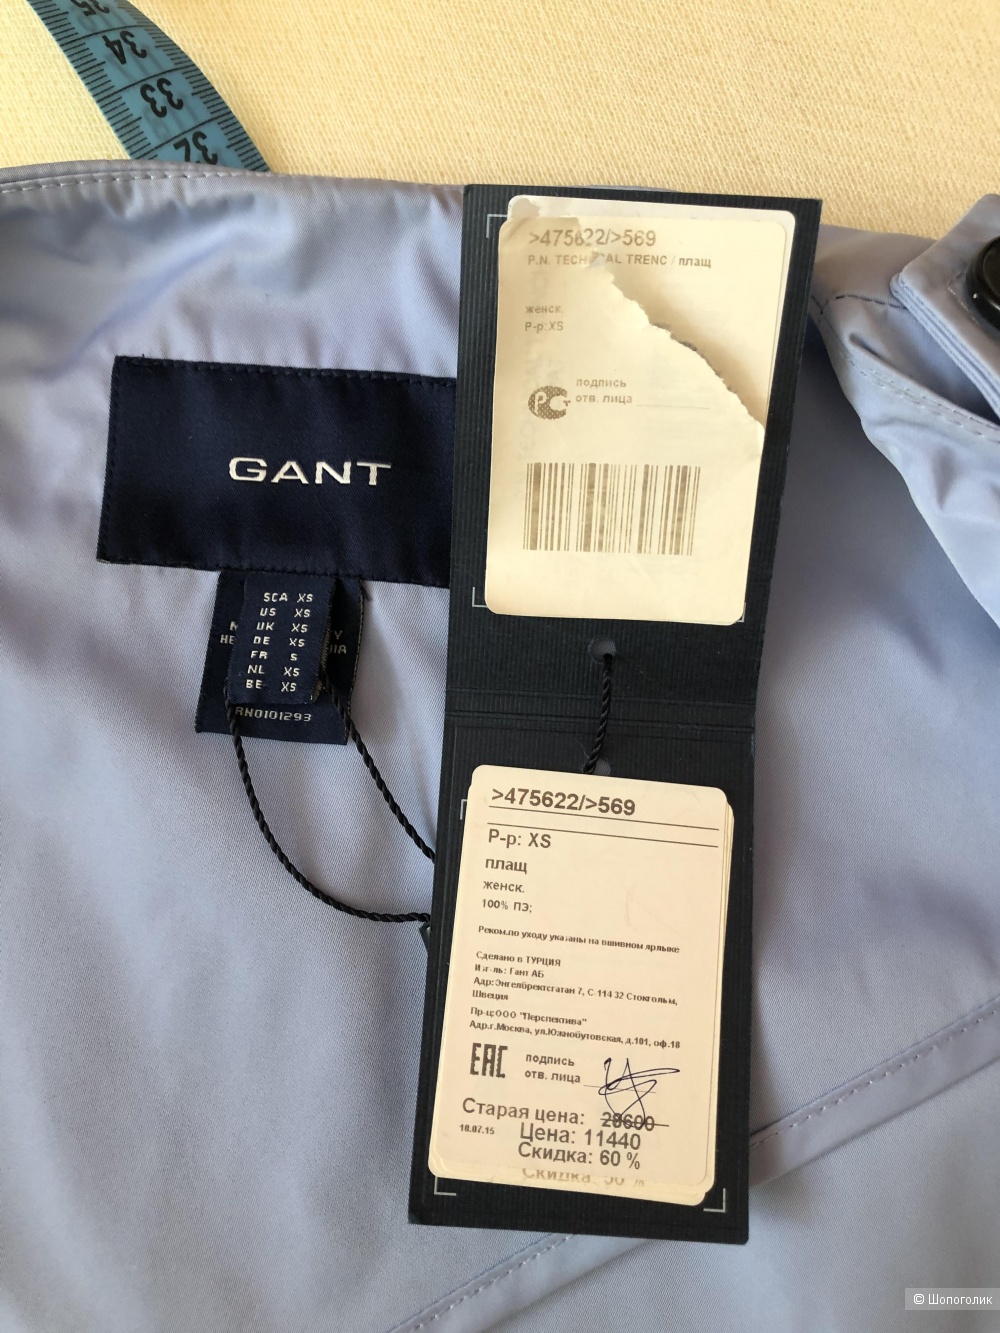 35
34
33
32
>475622/>569
P.N. TECH AL TRENC / плащ
женск.
Р-р: XS
подпись
отв. лица
РСТ
GANT
SCA XS
US XS
UK XS
DE XS
FR S
NL XS
BE XS
RN0101293
>475622/>569
Р-р: XS
плащ
женск.
100% ПЭ;
Реком.по уходу указаны на вшивном ярлыке
Сделано в ТУРЦИЯ
Изг-ль: Гант АБ
Адр: Энгелбректсгатан 7, С-114 32 Стокгольм,
Швеция
Пр-ц:ООО "Перспектива"
Адр.г.Москва, ул.Южнобутовская, д.101, оф.18
EAC
подпись
отв. лица
Старая цена: 28600
18.07.15 Цена: 11440
Скидка: 60 %
Скидка: 50 %
© Шопоголик